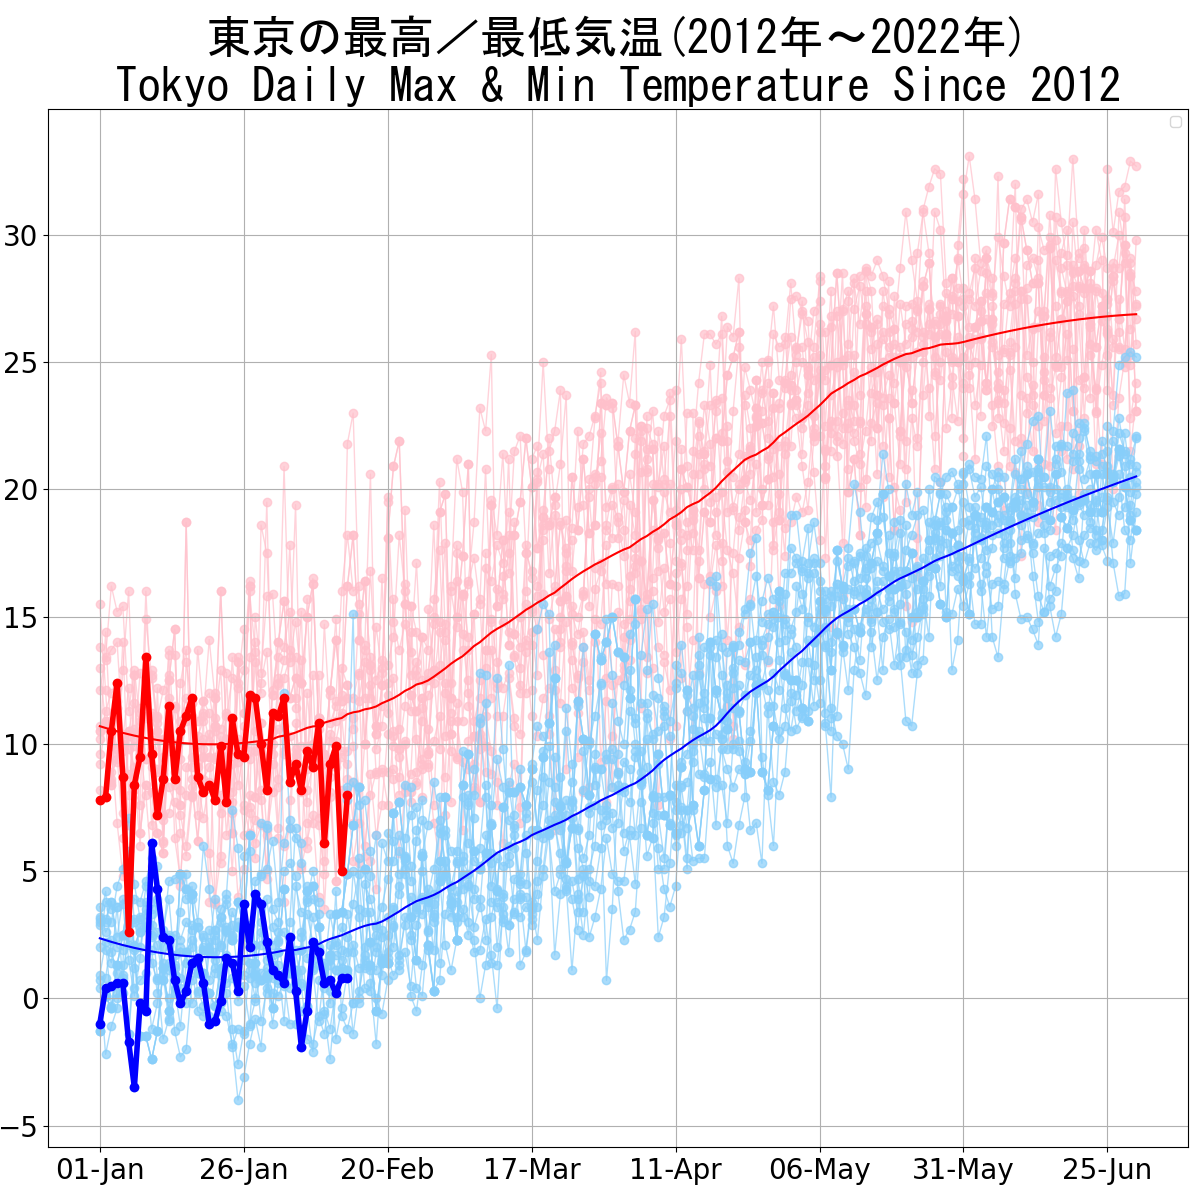 東京の最高／最低気温(2012年～2022年)
Tokyo Daily Max & Min Temperature Since 2012
30
25
20
15
10
5
0
−5
01-Jan 26-Jan 20-Feb 17-Mar 11-Apr 06-May 31-May 25-Jun